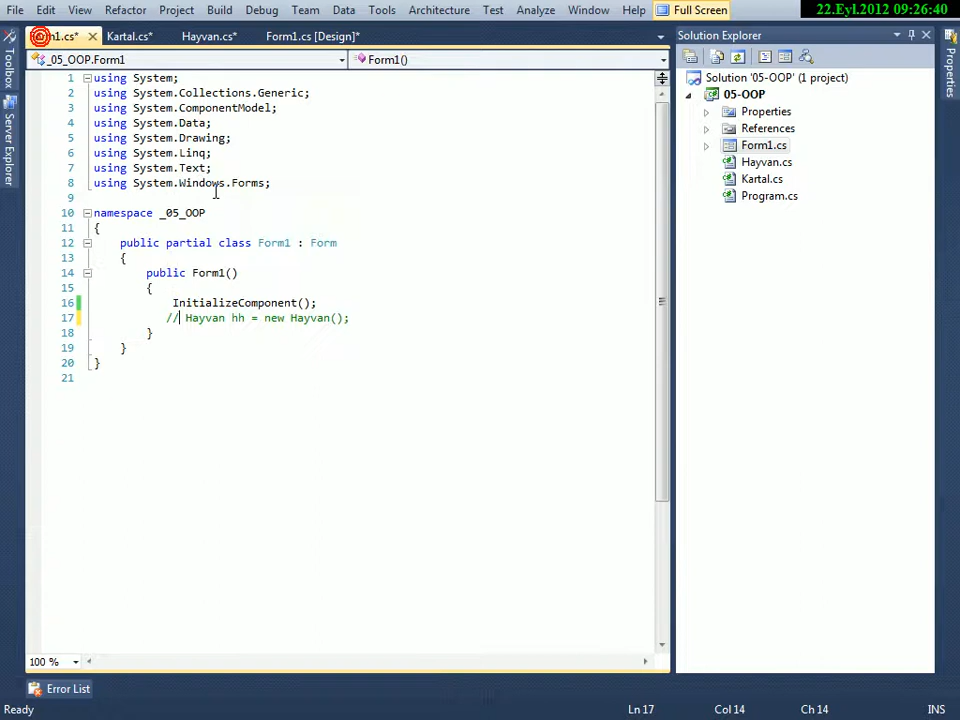 File Edit View Refactor Project Build Debug Team Data Tools Architecture Test Analyze Window Help Full Screen 22.Eyl.2012 09:26:40
m1.cs* Kartal.cs* Hayvan.cs* Form1.cs [Design]*
_05_OOP.Form1 Form1()
1 using System;
2 using System.Collections.Generic;
3 using System.ComponentModel;
4 using System.Data;
5 using System.Drawing;
6 using System.Linq;
7 using System.Text;
8 using System.Windows.Forms;
9
10 namespace _05_OOP
11 {
12 public partial class Form1 : Form
13 {
14 public Form1()
15 {
16 InitializeComponent();
17 // Hayvan hh = new Hayvan();
18 }
19 }
20 }
21
100 %
Toolbox
Server Explorer
Solution Explorer
Solution '05-OOP' (1 project)
05-OOP
Properties
References
Form1.cs
Hayvan.cs
Kartal.cs
Program.cs
Properties
Error List
Ready Ln 17 Col 14 Ch 14 INS